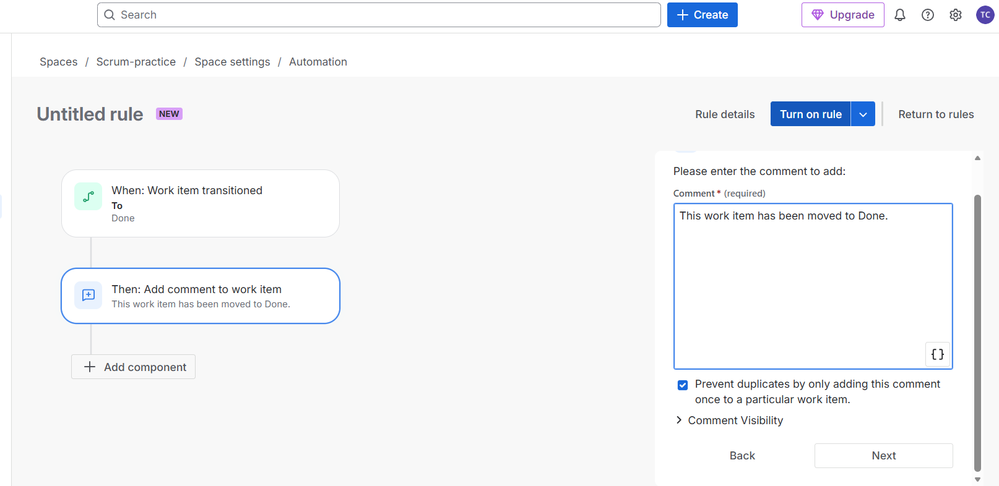 Search
Create
Upgrade
TC
Spaces / Scrum-practice / Space settings / Automation
Untitled rule NEW
Rule details
Turn on rule
Return to rules
When: Work item transitioned
To
Done
Then: Add comment to work item
This work item has been moved to Done.
Add component
Please enter the comment to add:
Comment * (required)
This work item has been moved to Done.
{}
Prevent duplicates by only adding this comment
once to a particular work item.
Comment Visibility
Back
Next